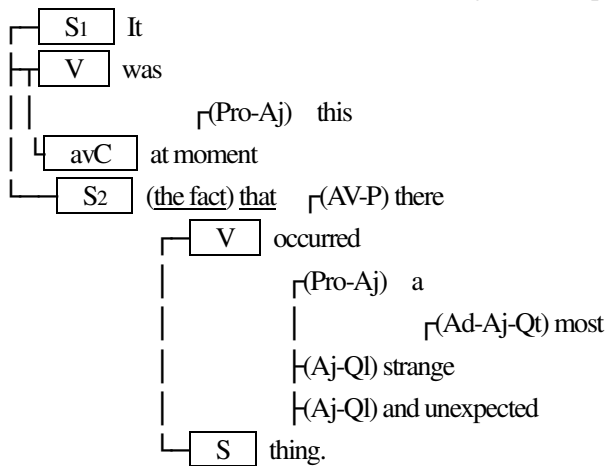 S1 It
V was
(Pro-Aj) this
avC at moment
S2 (the fact) that (AV-P) there
V occurred
(Pro-Aj) a
(Ad-Aj-Qt) most
(Aj-Ql) strange
(Aj-Ql) and unexpected
S thing.